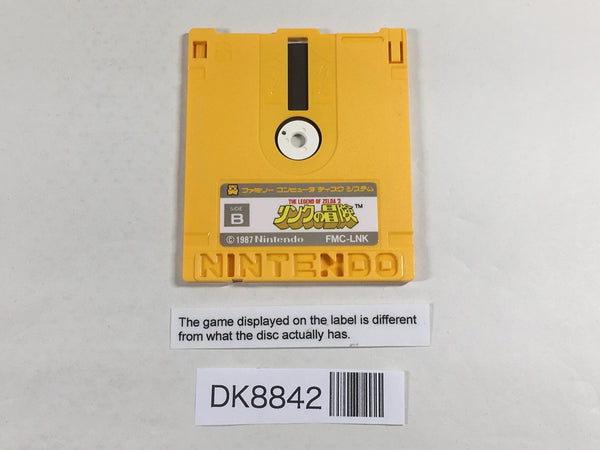 ファミリー コンピュータ ディスク システム
SIDE B
THE LEGEND OF ZELDA 2
リンクの冒険™
©1987 Nintendo FMC-LNK
NINTENDO
The game displayed on the label is different
from what the disc actually has.
DK8842